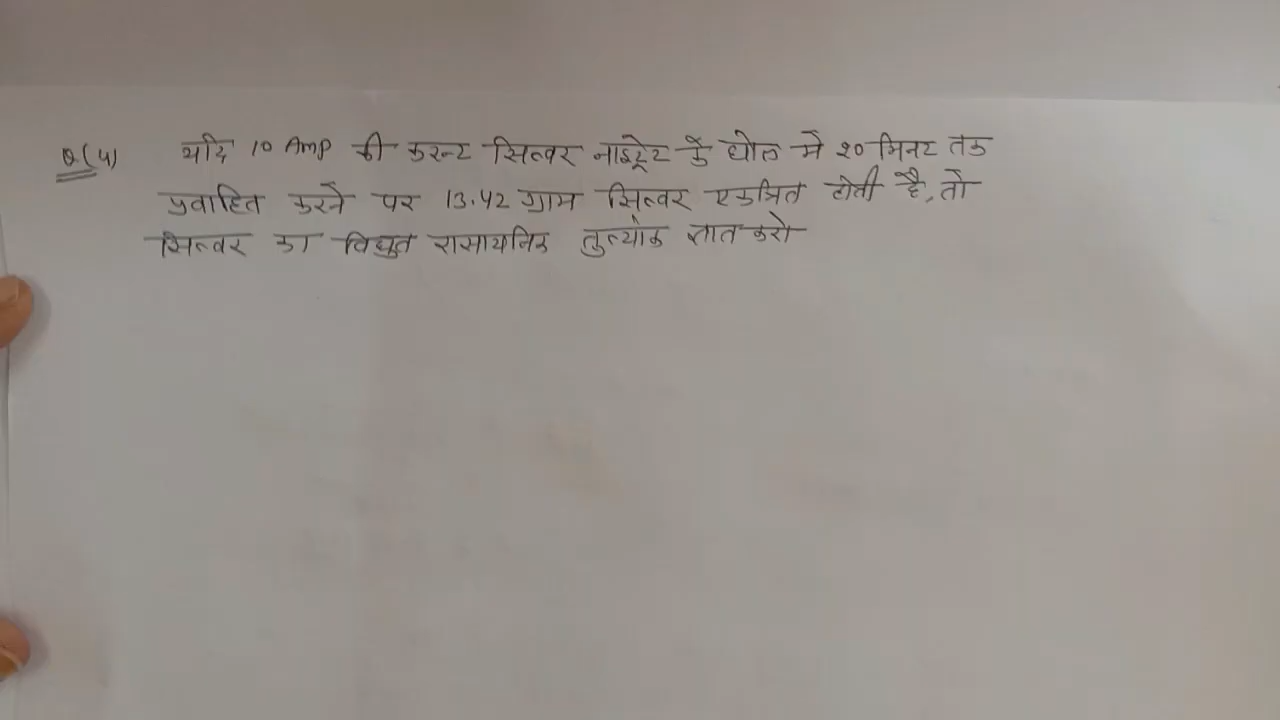 Q(4) यदि 10 Amp की करन्ट सिल्वर नाइट्रेट के घोल मे 20 मिनट तक
प्रवाहित करने पर 13.42 ग्राम सिल्वर एकत्रित होती है, तो
सिल्वर का विधुत रासायनिक तुल्यांक ज्ञात करो